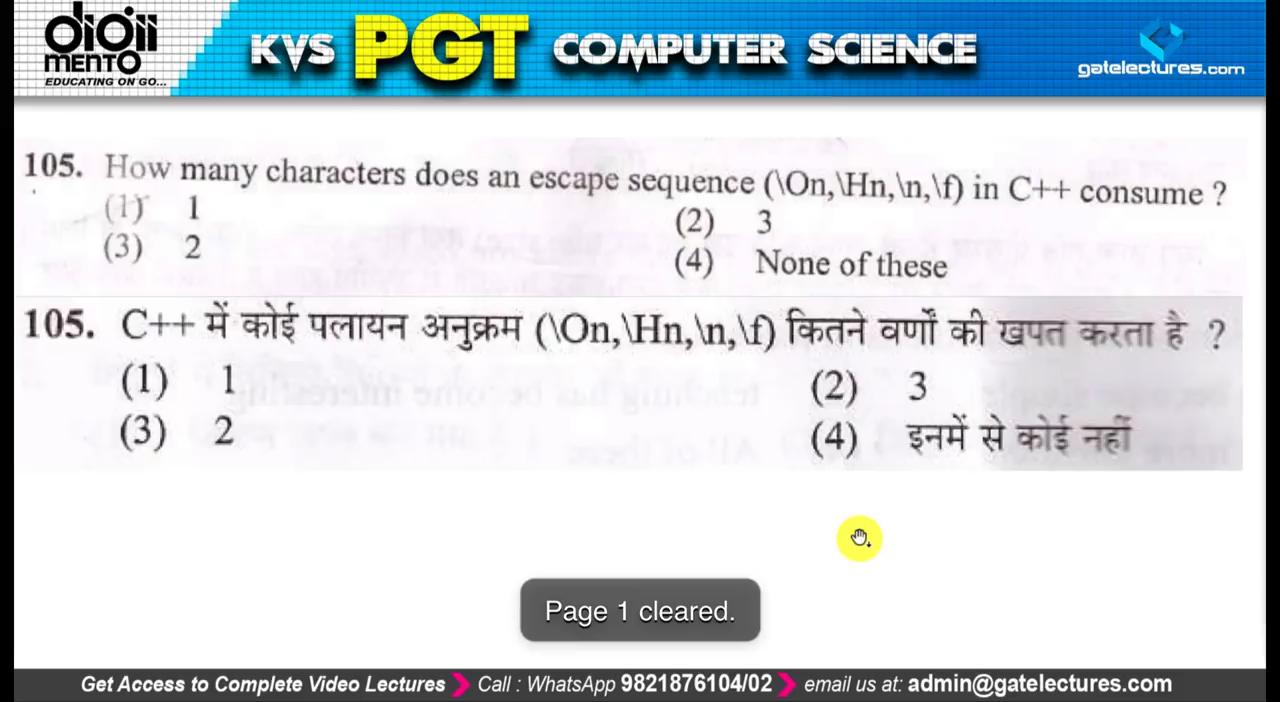 dioii
mento
EDUCATING ON GO...
KVS PGT COMPUTER SCIENCE
gatelectures.com
105. How many characters does an escape sequence (\On,\Hn,\n,\f) in C++ consume ?
(1) 1 (2) 3
(3) 2 (4) None of these
105. C++ में कोई पलायन अनुक्रम (\On,\Hn,\n,\f) कितने वर्णों की खपत करता है ?
(1) 1 (2) 3
(3) 2 (4) इनमें से कोई नहीं
Page 1 cleared.
Get Access to Complete Video Lectures Call : WhatsApp 9821876104/02 email us at: admin@gatelectures.com